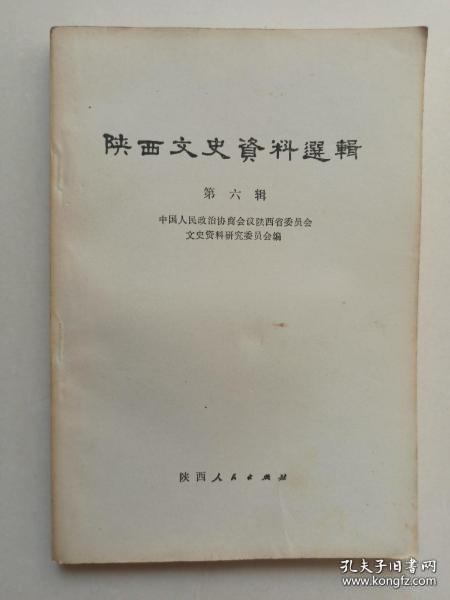 陕西文史資料選輯
第六辑
中国人民政治协商会议陕西省委员会
文史资料研究委员会编
陕西人民出版社
孔夫子旧书网
www.kongfz.com